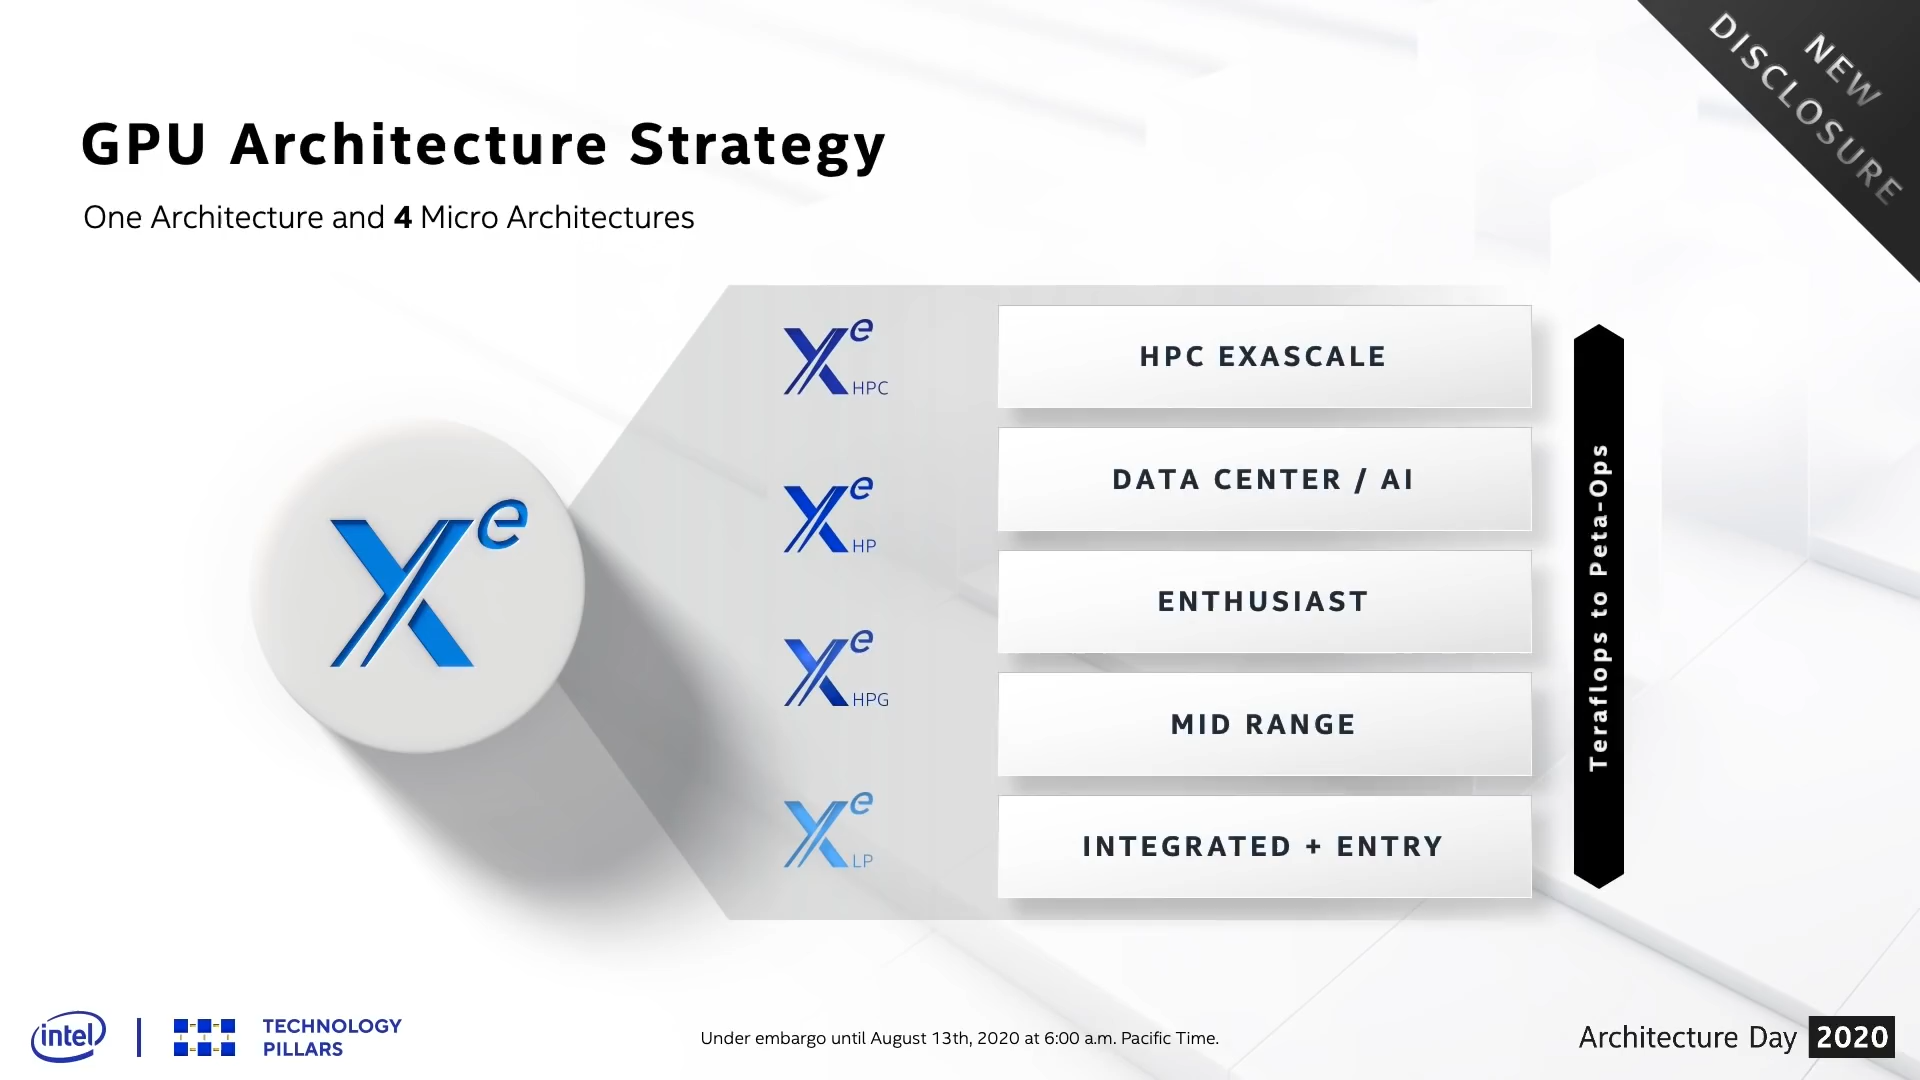 NEW
DISCLOSURE
GPU Architecture Strategy
One Architecture and 4 Micro Architectures
Xe
Xe HPC
Xe HP
Xe HPG
Xe LP
HPC EXASCALE
DATA CENTER / AI
ENTHUSIAST
MID RANGE
INTEGRATED + ENTRY
Teraflops to Peta-Ops
intel
TECHNOLOGY
PILLARS
Under embargo until August 13th, 2020 at 6:00 a.m. Pacific Time.
Architecture Day 2020